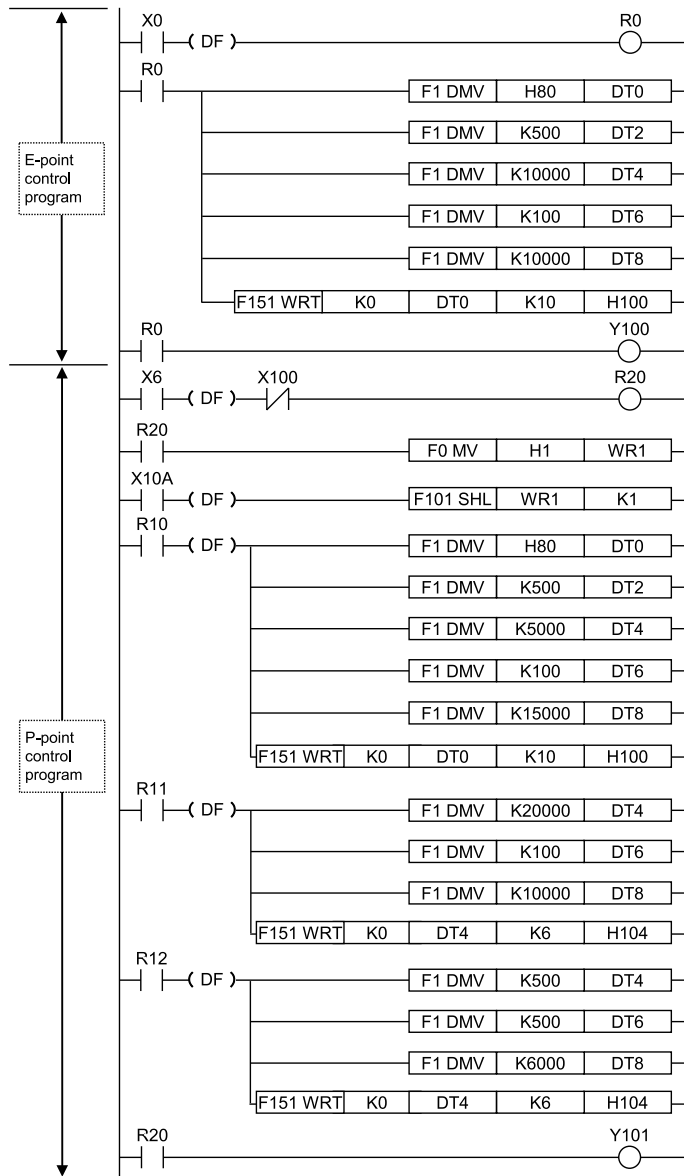 X0
R0
( DF )
R0
F1 DMV H80 DT0
F1 DMV K500 DT2
E-point
control
program
F1 DMV K10000 DT4
F1 DMV K100 DT6
F1 DMV K10000 DT8
F151 WRT K0 DT0 K10 H100
R0
Y100
X6
X100
R20
( DF )
R20
F0 MV H1 WR1
X10A
( DF )
F101 SHL WR1 K1
R10
( DF )
F1 DMV H80 DT0
F1 DMV K500 DT2
F1 DMV K5000 DT4
F1 DMV K100 DT6
P-point
control
program
F1 DMV K15000 DT8
F151 WRT K0 DT0 K10 H100
R11
( DF )
F1 DMV K20000 DT4
F1 DMV K100 DT6
F1 DMV K10000 DT8
F151 WRT K0 DT4 K6 H104
R12
( DF )
F1 DMV K500 DT4
F1 DMV K500 DT6
F1 DMV K6000 DT8
F151 WRT K0 DT4 K6 H104
R20
Y101